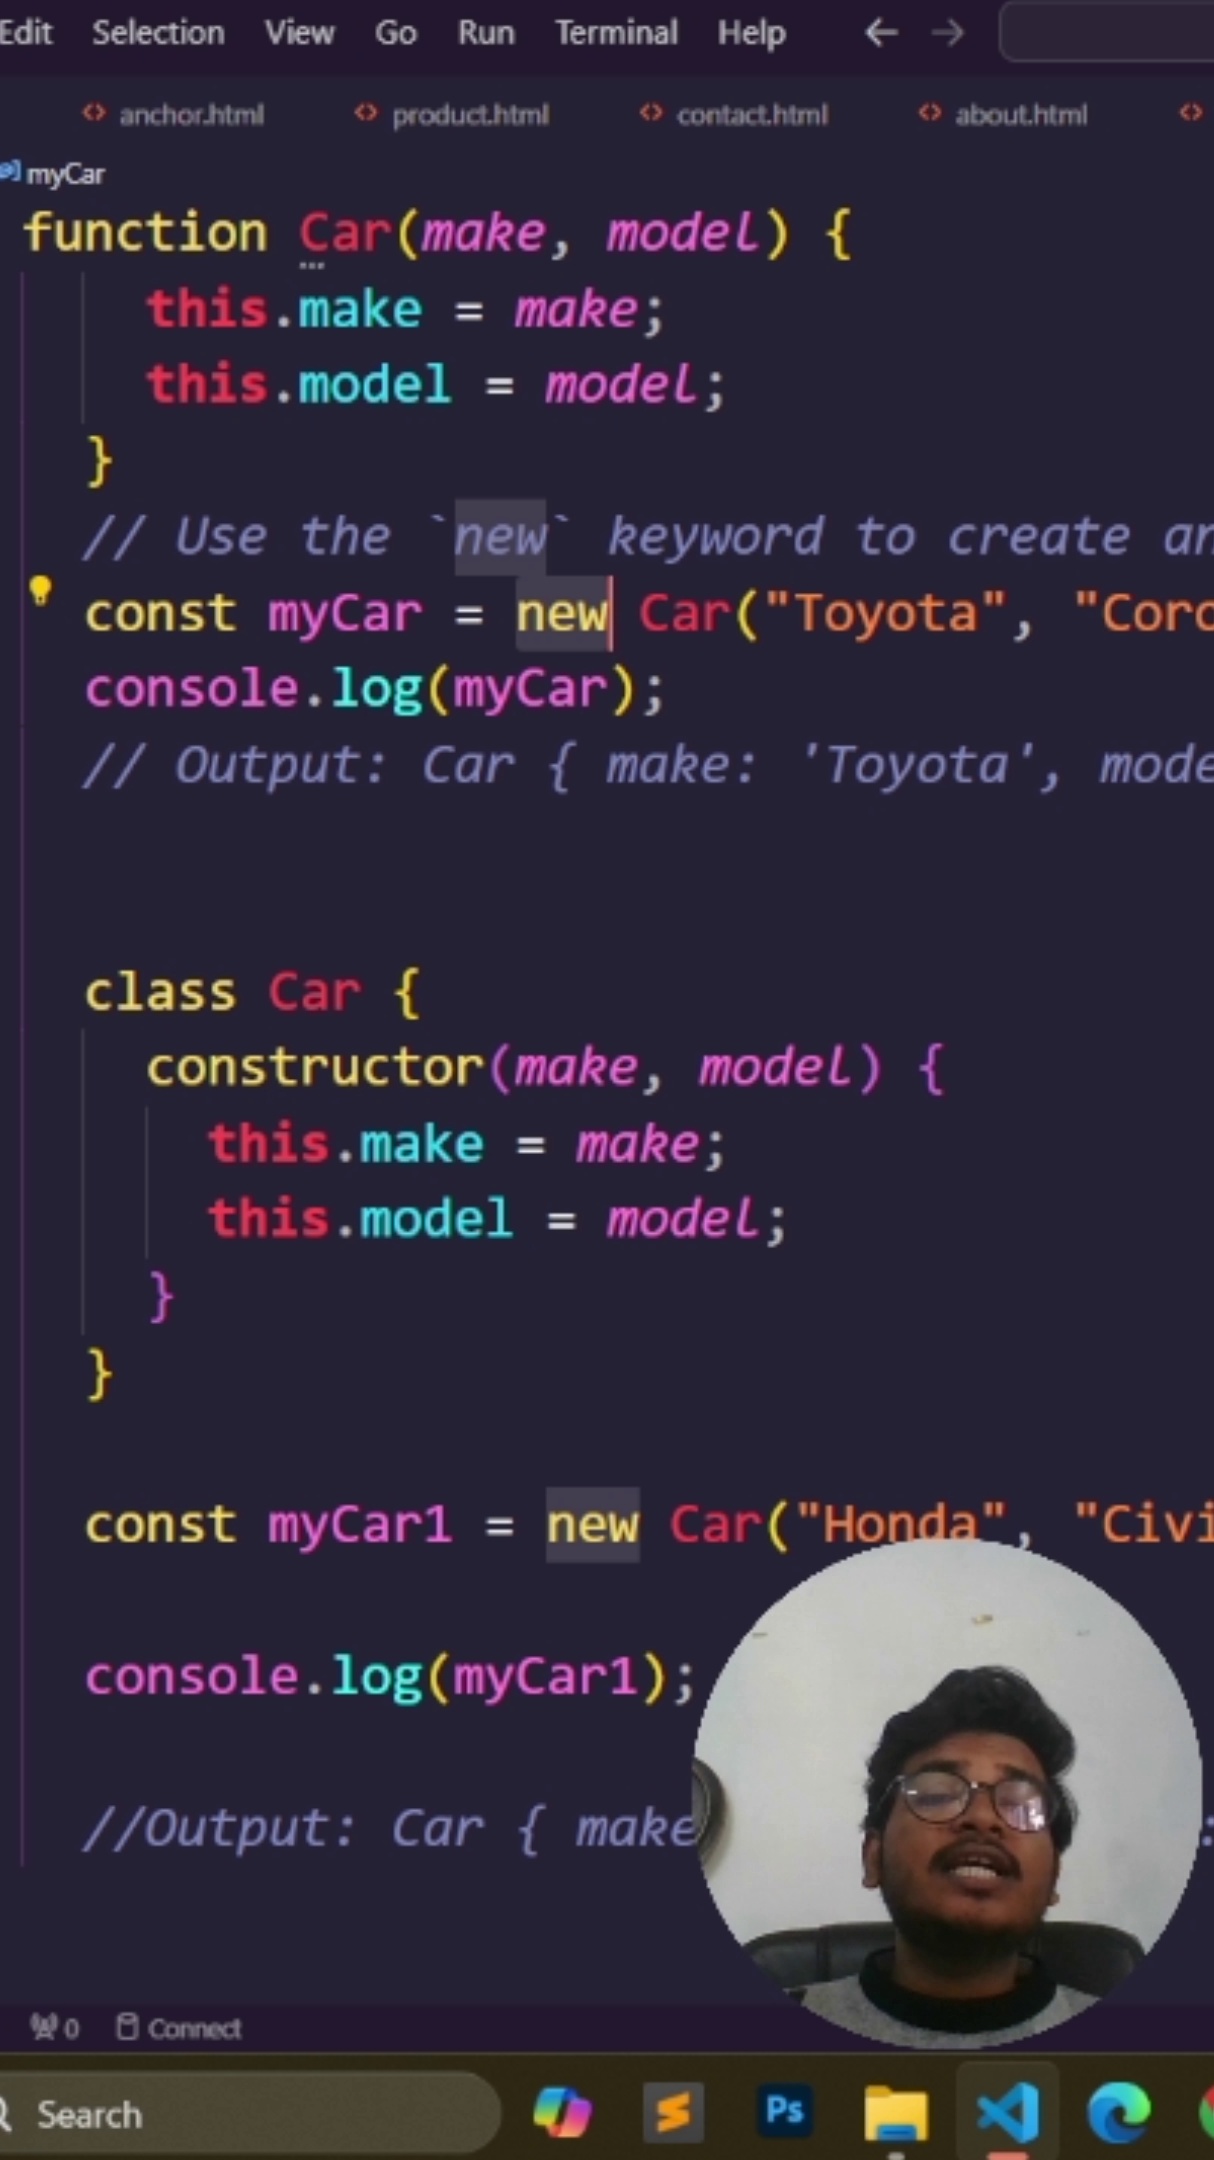 Edit Selection View Go Run Terminal Help
anchor.html product.html contact.html about.html
myCar
function Car(make, model) {
this.make = make;
this.model = model;
}
// Use the `new` keyword to create an
const myCar = new Car("Toyota", "Coro
console.log(myCar);
// Output: Car { make: 'Toyota', mode
class Car {
constructor(make, model) {
this.make = make;
this.model = model;
}
}
const myCar1 = new Car("Honda", "Civi
console.log(myCar1);
//Output: Car { make :
0 Connect
Search Ps